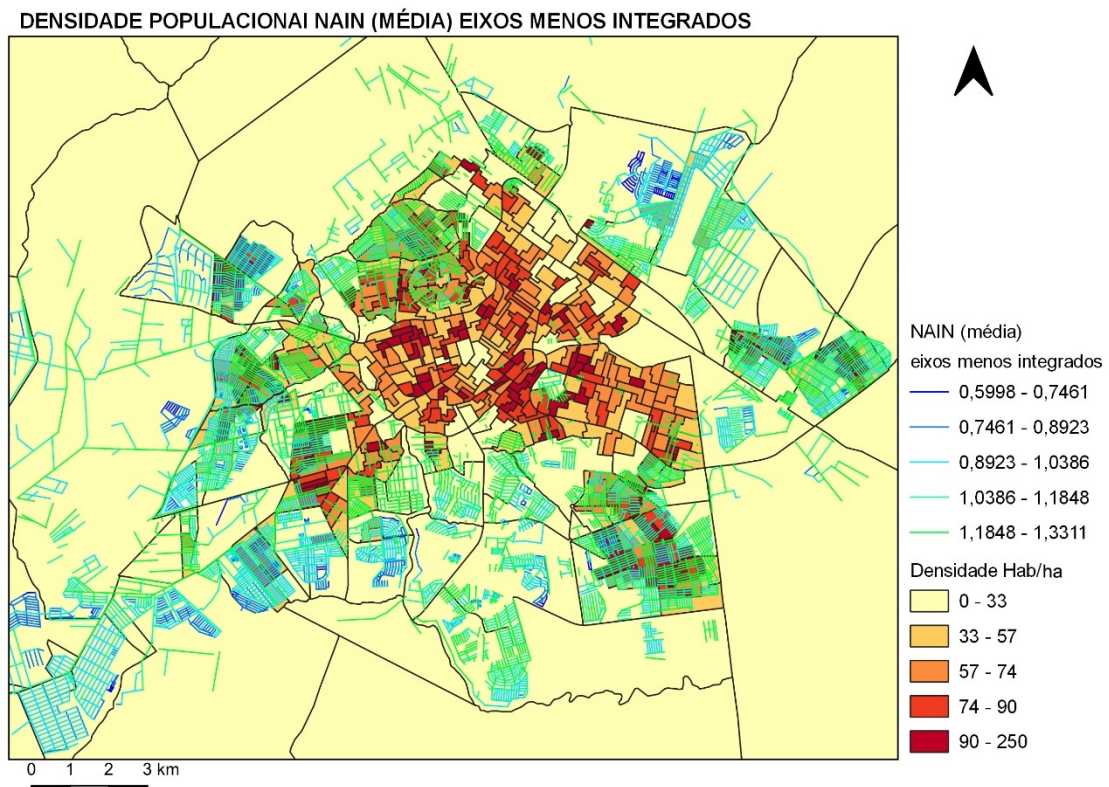 DENSIDADE POPULACIONAI NAIN (MÉDIA) EIXOS MENOS INTEGRADOS
NAIN (média)
eixos menos integrados
0,5998 - 0,7461
0,7461 - 0,8923
0,8923 - 1,0386
1,0386 - 1,1848
1,1848 - 1,3311
Densidade Hab/ha
0 - 33
33 - 57
57 - 74
74 - 90
90 - 250
0 1 2 3 km